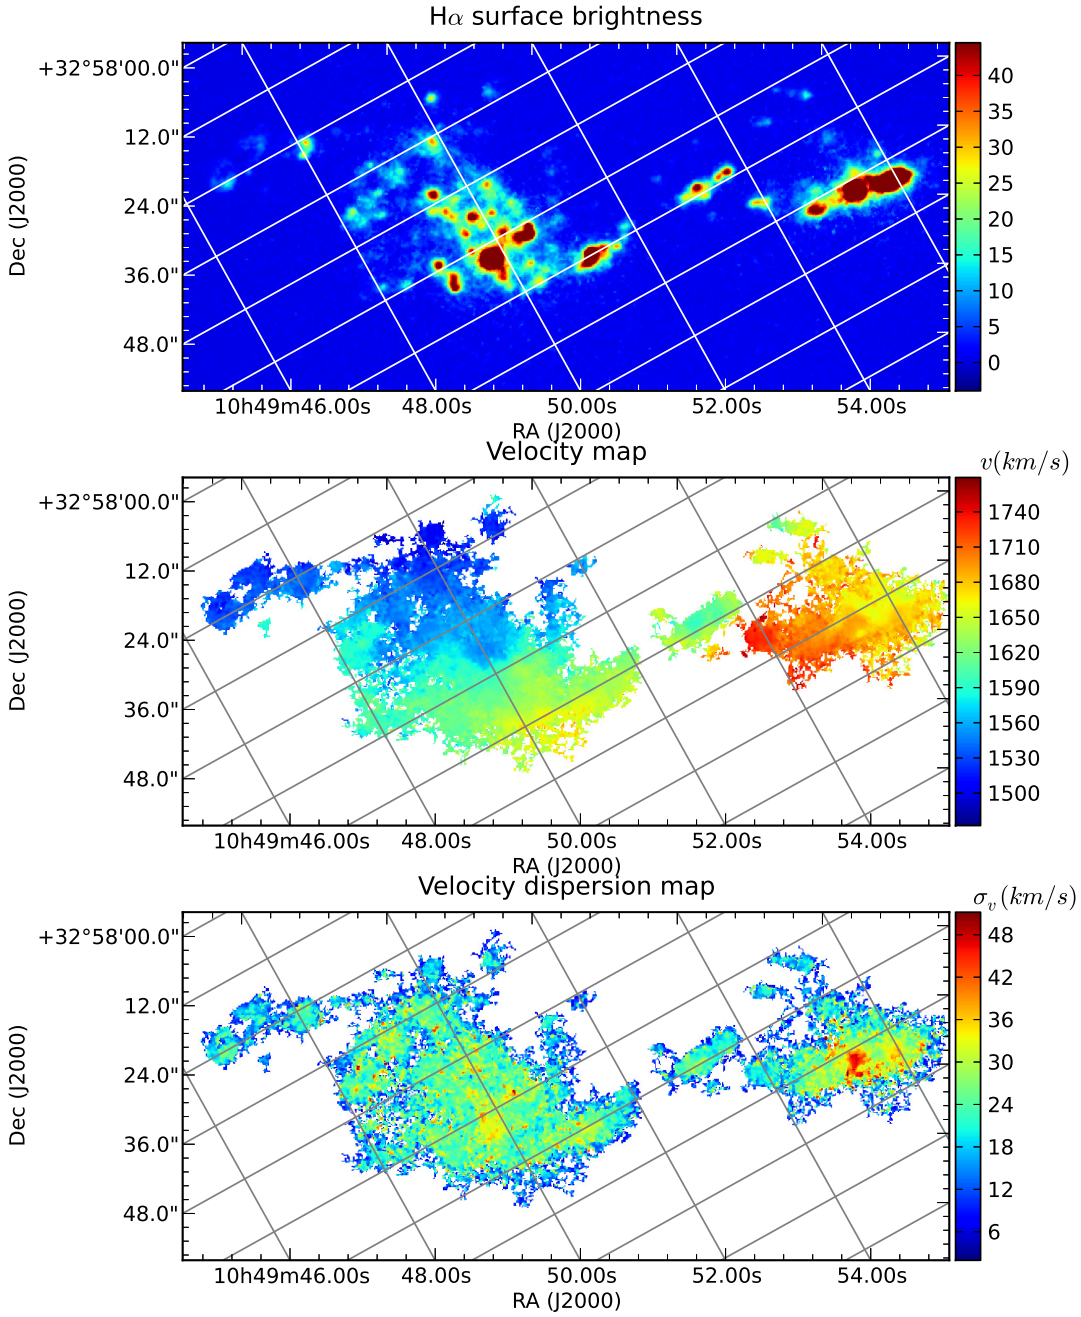 Hα surface brightness
+32°58'00.0"
12.0"
24.0"
36.0"
48.0"
Dec (J2000)
10h49m46.00s
48.00s
50.00s
52.00s
54.00s
RA (J2000)
40
35
30
25
20
15
10
5
0
Velocity map
v(km/s)
+32°58'00.0"
12.0"
24.0"
36.0"
48.0"
Dec (J2000)
10h49m46.00s
48.00s
50.00s
52.00s
54.00s
RA (J2000)
1740
1710
1680
1650
1620
1590
1560
1530
1500
Velocity dispersion map
σv(km/s)
+32°58'00.0"
12.0"
24.0"
36.0"
48.0"
Dec (J2000)
10h49m46.00s
48.00s
50.00s
52.00s
54.00s
RA (J2000)
48
42
36
30
24
18
12
6